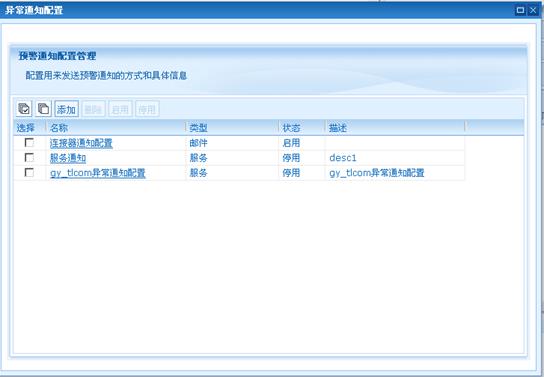 异常通知配置
预警通知配置管理
配置用来发送预警通知的方式和具体信息
添加 删除 启用 停用
选择 名称 类型 状态 描述
连接器通知配置 邮件 启用
服务通知 服务 停用 desc1
gy_tlcom异常通知配置 服务 停用 gy_tlcom异常通知配置